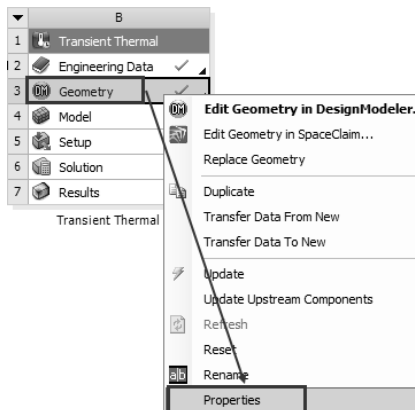 B
1 Transient Thermal
2 Engineering Data
3 DM Geometry
4 Model
5 Setup
6 Solution
7 Results
Transient Thermal
DM Edit Geometry in DesignModeler.
Edit Geometry in SpaceClaim...
Replace Geometry
Duplicate
Transfer Data From New
Transfer Data To New
Update
Update Upstream Components
Refresh
Reset
a|b Rename
Properties